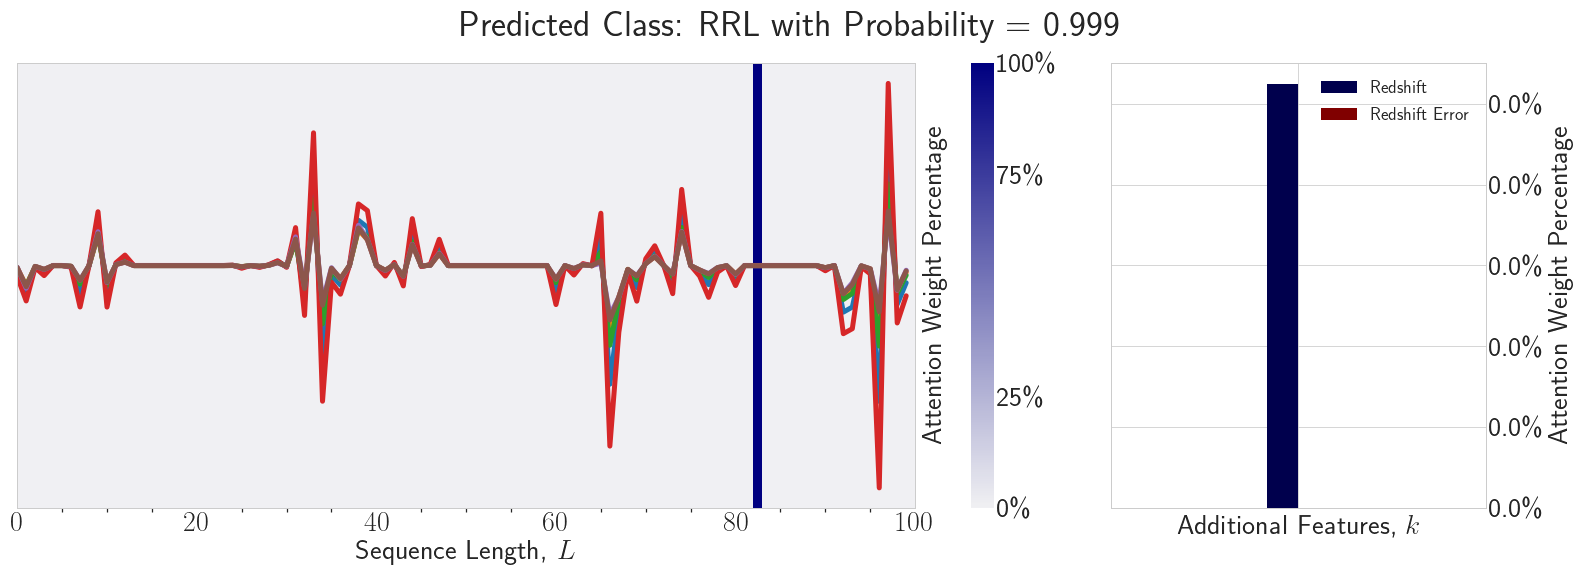 Predicted Class: RRL with Probability = 0.999
0
20
40
60
80
100
Sequence Length, L
Attention Weight Percentage
100%
75%
25%
0%
Redshift
Redshift Error
0.0%
0.0%
0.0%
0.0%
0.0%
0.0%
Additional Features, k
Attention Weight Percentage